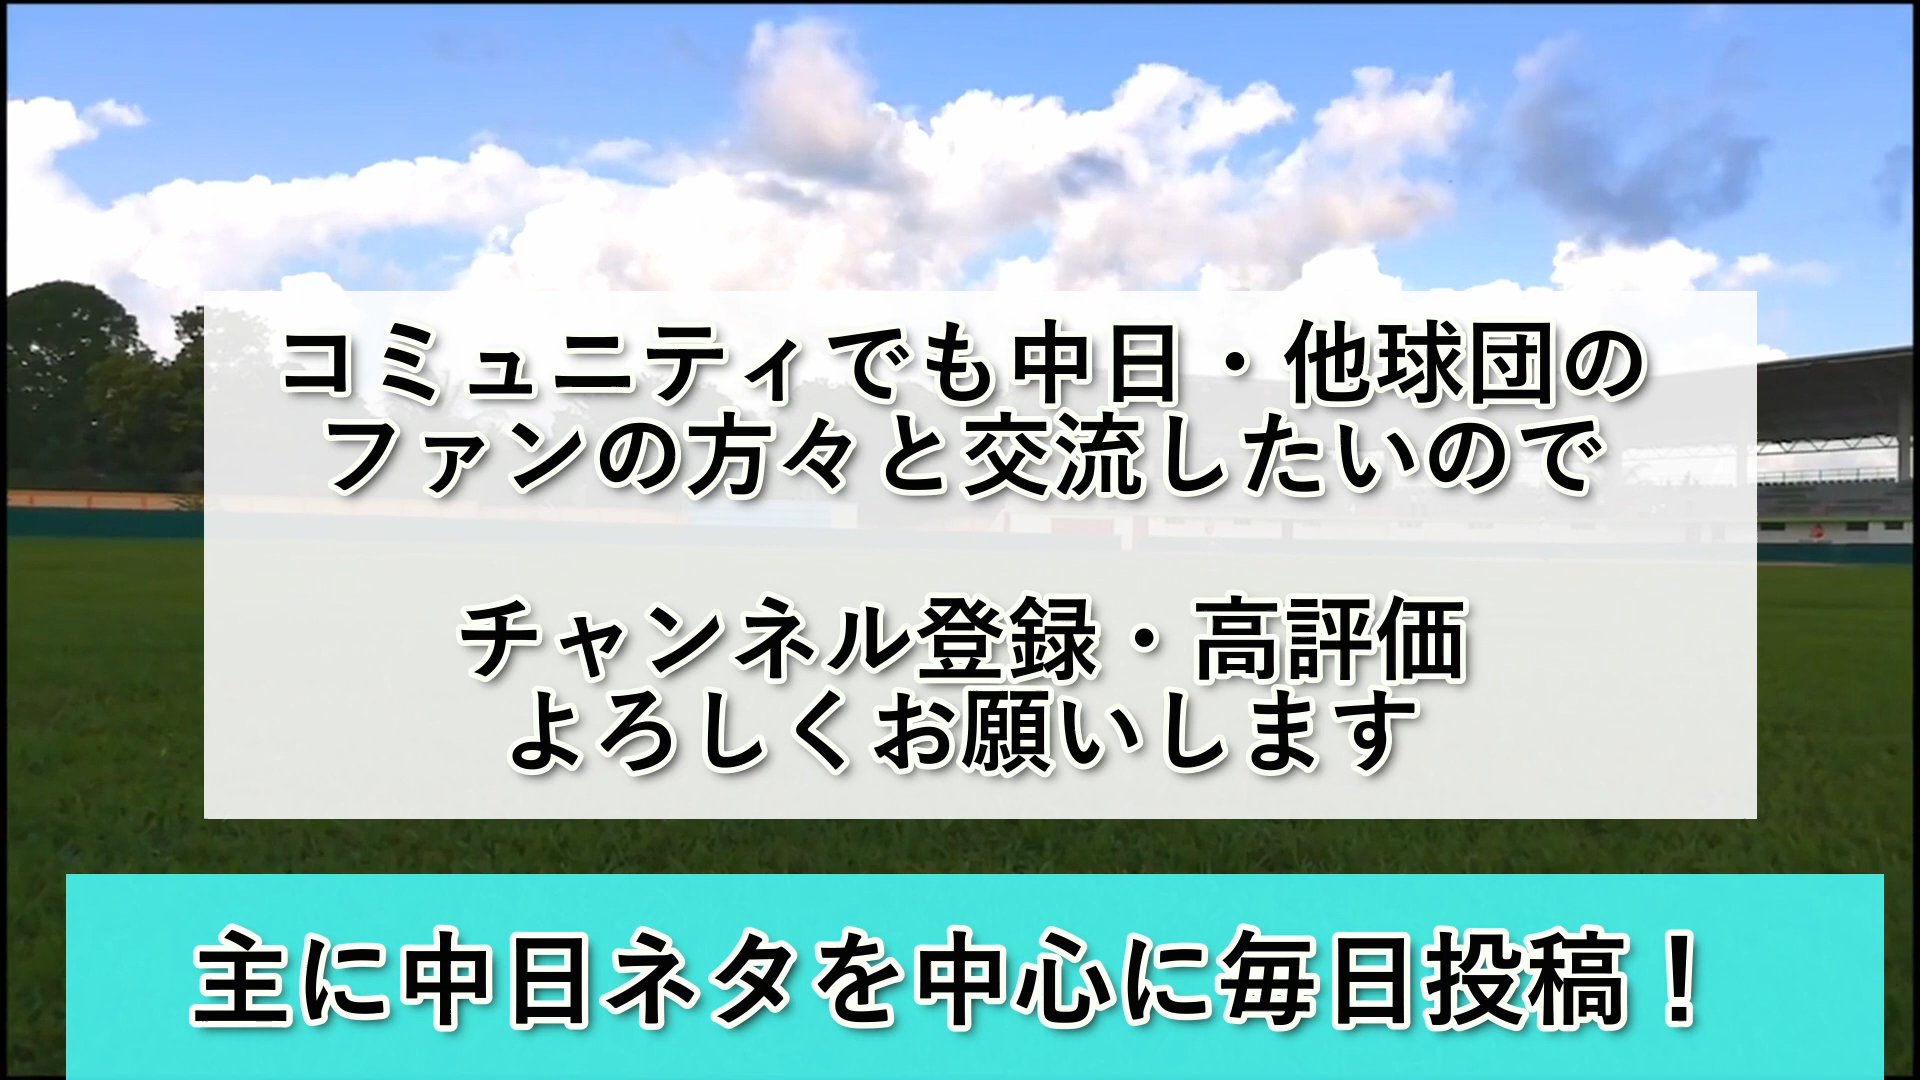 コミュニティでも中日・他球団の
ファンの方々と交流したいので
チャンネル登録・高評価
よろしくお願いします
主に中日ネタを中心に毎日投稿！